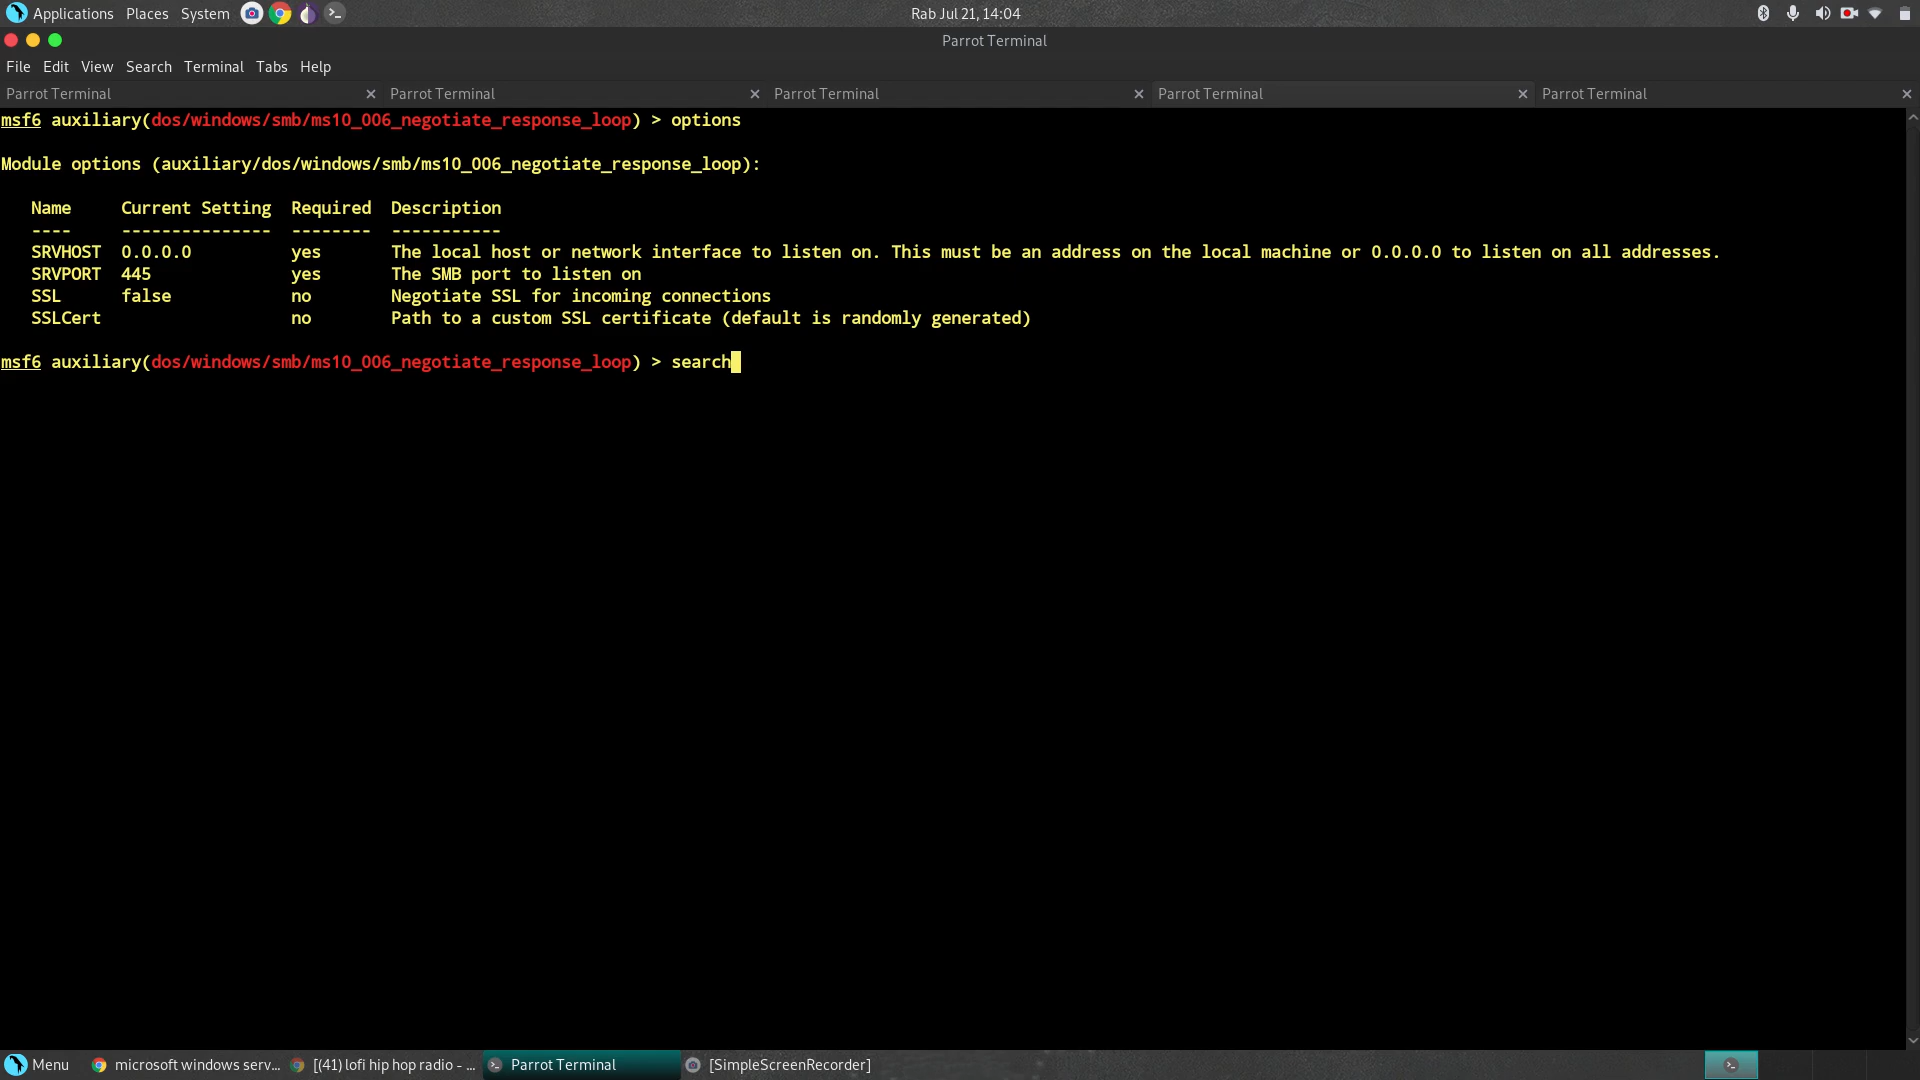 Applications Places System Rab Jul 21, 14:04
Parrot Terminal
File Edit View Search Terminal Tabs Help
Parrot Terminal Parrot Terminal Parrot Terminal Parrot Terminal Parrot Terminal
msf6 auxiliary(dos/windows/smb/ms10_006_negotiate_response_loop) > options
Module options (auxiliary/dos/windows/smb/ms10_006_negotiate_response_loop):
Name Current Setting Required Description
---- --------------- -------- -----------
SRVHOST 0.0.0.0 yes The local host or network interface to listen on. This must be an address on the local machine or 0.0.0.0 to listen on all addresses.
SRVPORT 445 yes The SMB port to listen on
SSL false no Negotiate SSL for incoming connections
SSLCert no Path to a custom SSL certificate (default is randomly generated)
msf6 auxiliary(dos/windows/smb/ms10_006_negotiate_response_loop) > search
Menu microsoft windows serv... [(41) lofi hip hop radio - ... Parrot Terminal [SimpleScreenRecorder]